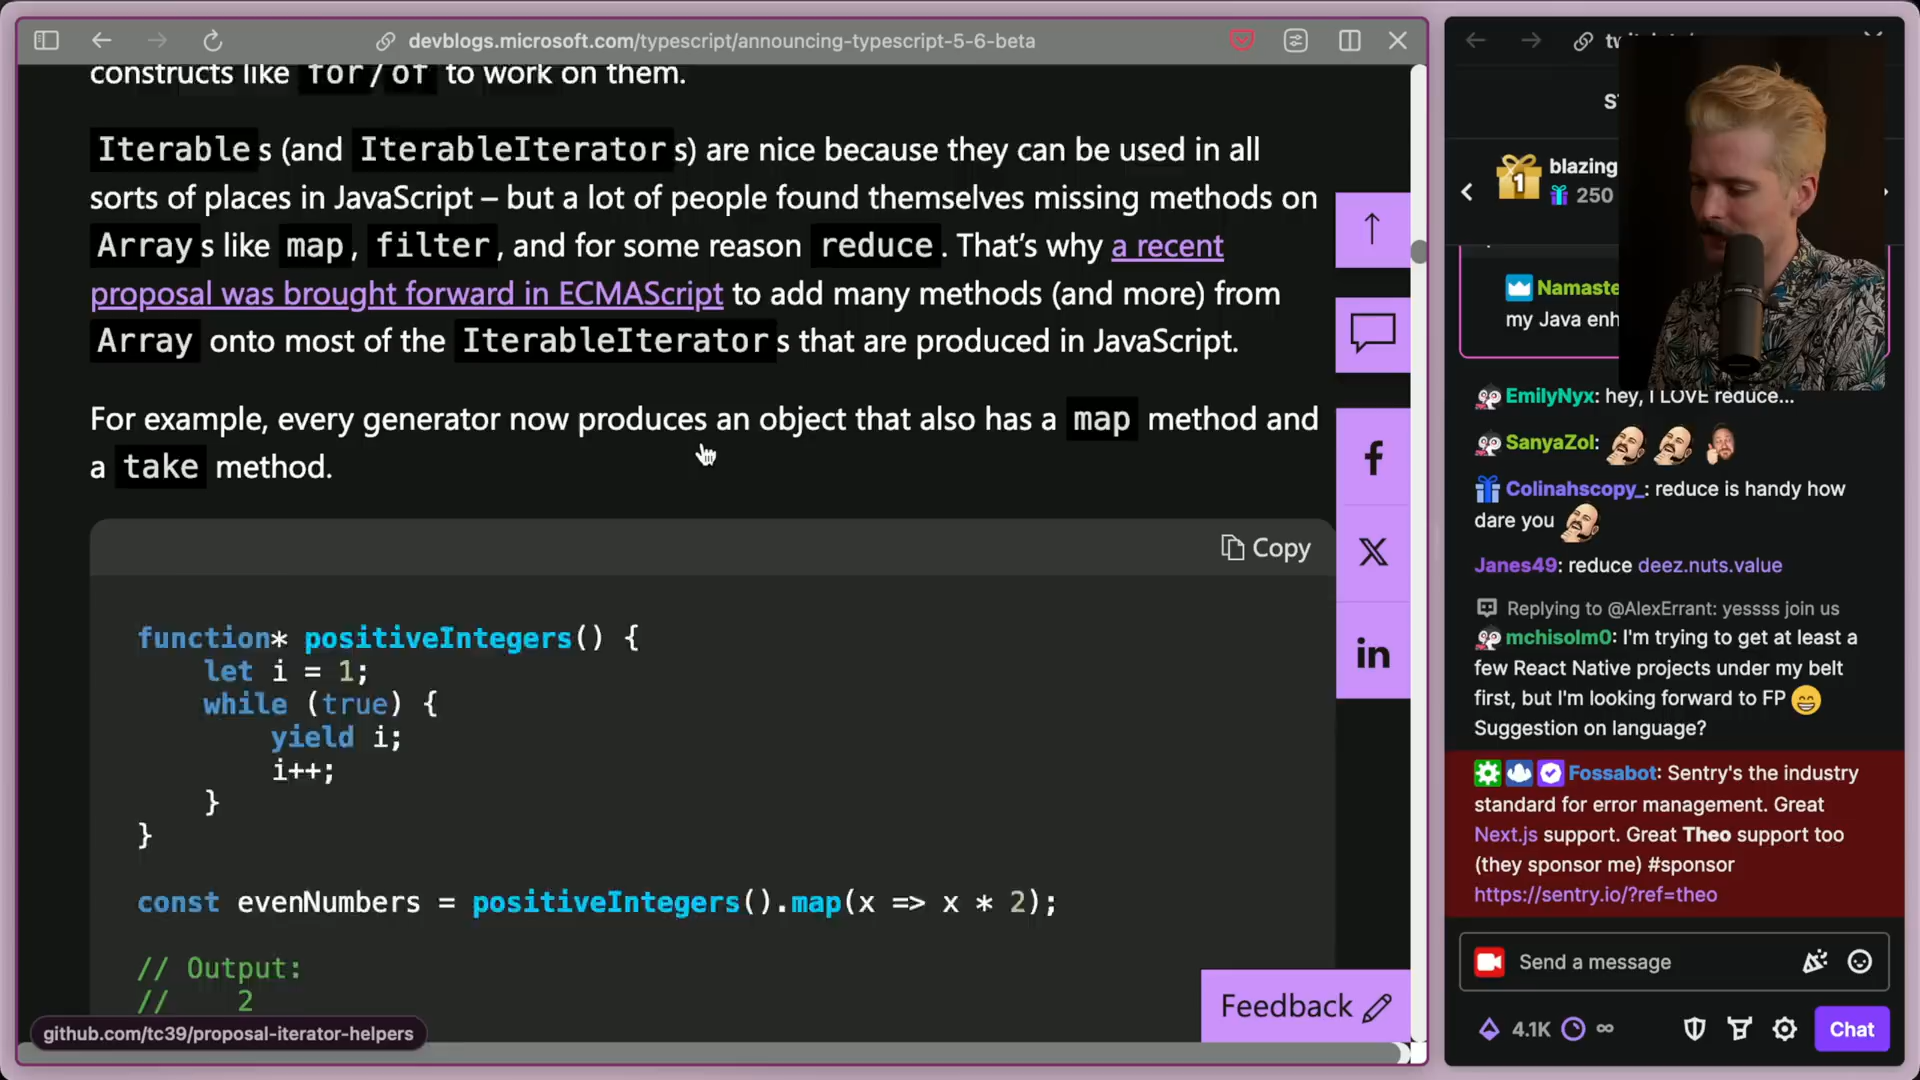 devblogs.microsoft.com/typescript/announcing-typescript-5-6-beta
constructs like for/of to work on them.
Iterables (and IterableIterators) are nice because they can be used in all
sorts of places in JavaScript – but a lot of people found themselves missing methods on
Arrays like map, filter, and for some reason reduce. That's why a recent
proposal was brought forward in ECMAScript to add many methods (and more) from
Array onto most of the IterableIterators that are produced in JavaScript.
For example, every generator now produces an object that also has a map method and
a take method.
Copy
function* positiveIntegers() {
let i = 1;
while (true) {
yield i;
i++;
}
}
const evenNumbers = positiveIntegers().map(x => x * 2);
// Output:
// 2
Feedback
github.com/tc39/proposal-iterator-helpers
f
X
in
1
blazing
250
Namaste
my Java enh
EmilyNyx: hey, I LOVE reduce...
SanyaZol:
Colinahscopy_: reduce is handy how
dare you
Janes49: reduce deez.nuts.value
Replying to @AlexErrant: yessss join us
mchisolm0: I'm trying to get at least a
few React Native projects under my belt
first, but I'm looking forward to FP
Suggestion on language?
Fossabot: Sentry's the industry
standard for error management. Great
Next.js support. Great Theo support too
(they sponsor me) #sponsor
https://sentry.io/?ref=theo
Send a message
4.1K ∞
Chat